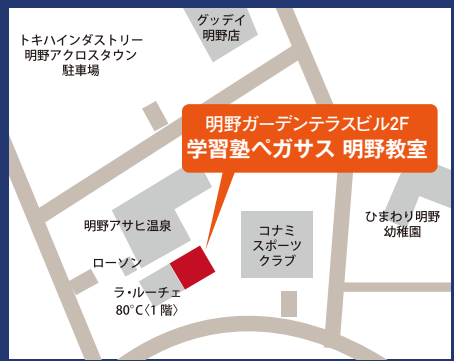 グッデイ
明野店
トキハインダストリー
明野アクロスタウン
駐車場
明野ガーデンテラスビル2F
学習塾ペガサス 明野教室
明野アサヒ温泉
コナミ
スポーツ
クラブ
ひまわり明野
幼稚園
ローソン
ラ・ルーチェ
80℃〈1階〉